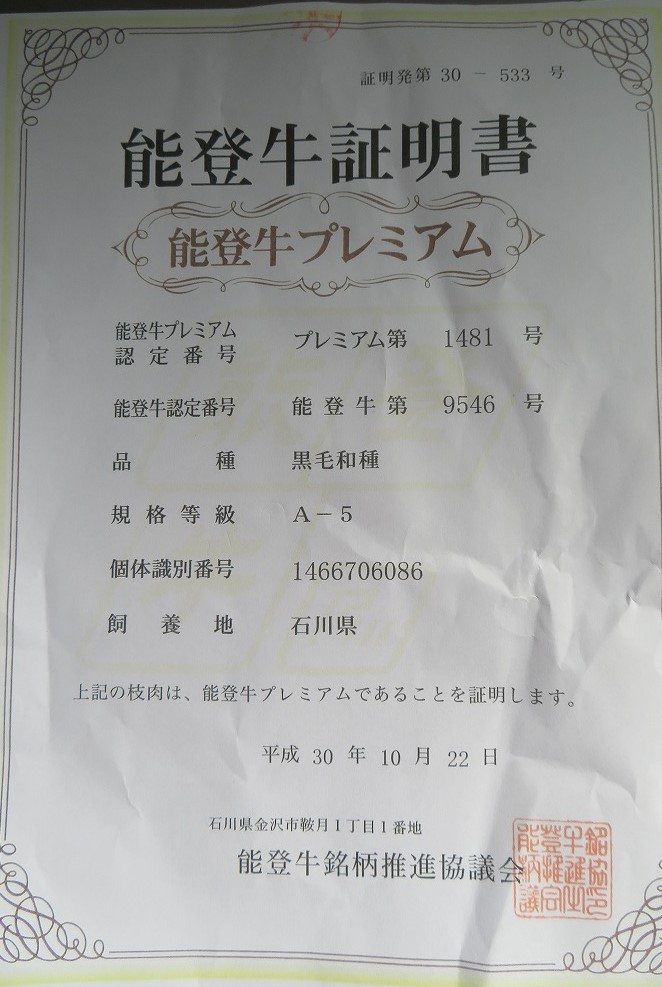 証明発第 30 － 533 号
能登牛証明書
能登牛プレミアム
能登牛プレミアム
認定番号 プレミアム第 1481 号
能登牛認定番号 能登牛第 9546 号
品種 黒毛和種
規格等級 A－5
個体識別番号 1466706086
飼養地 石川県
上記の枝肉は、能登牛プレミアムであることを証明します。
平成 30 年 10 月 22 日
石川県金沢市鞍月１丁目１番地
能登牛銘柄推進協議会